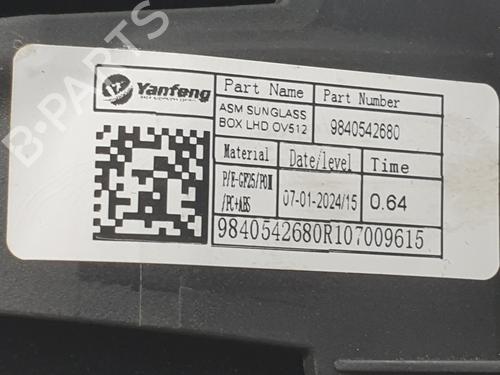 Yanfeng
Part Name
Part Number
ASM SUNGLASS
BOX LHD OV512
9840542680
Material
Date/level
Time
P/E-GF25/POM
/PC+ABS
07-01-2024/15
0.64
9840542680R107009615
B-PARTS